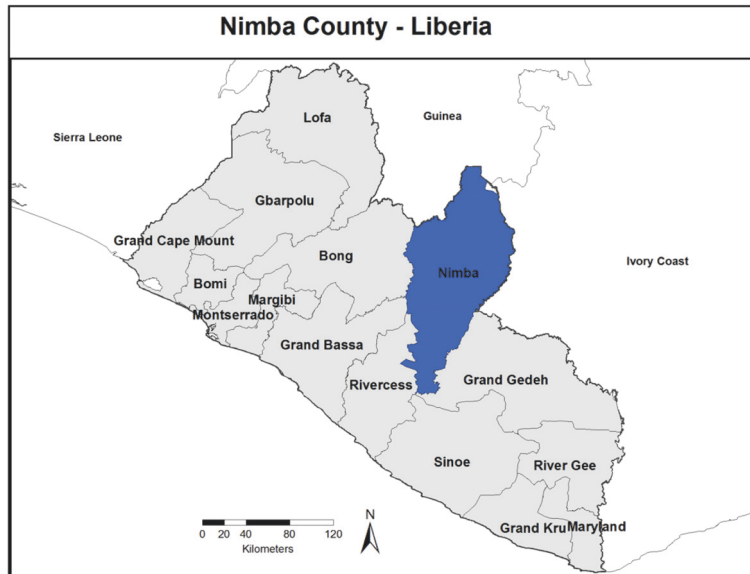 Nimba County - Liberia
Lofa
Guinea
Sierra Leone
Gbarpolu
Grand Cape Mount
Bong
Ivory Coast
Nimba
Bomi
Margibi
Montserrado
Grand Bassa
Rivercess
Grand Gedeh
Sinoe
River Gee
Grand Kru
Maryland
N
0 20 40 80 120
Kilometers